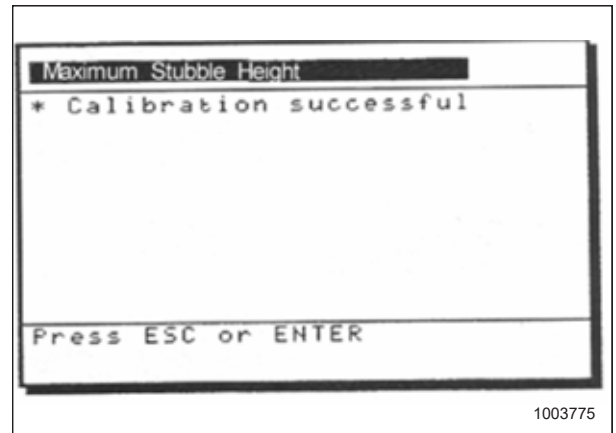 Maximum Stubble Height
* Calibration successful
Press ESC or ENTER
1003775